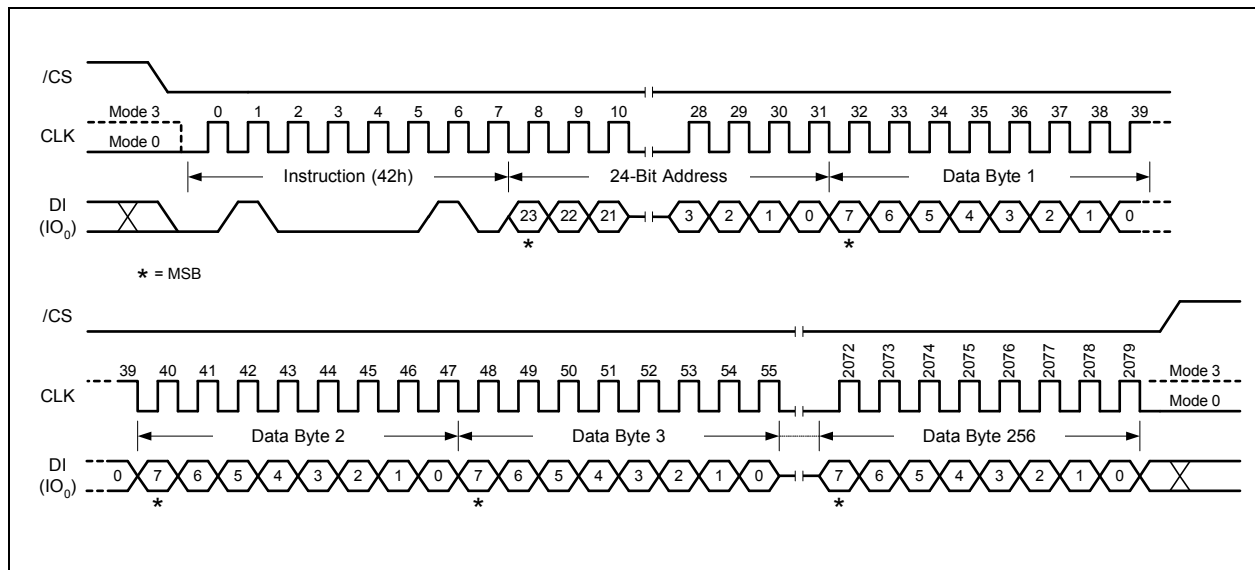 /CS
Mode 3 0 1 2 3 4 5 6 7 8 9 10 28 29 30 31 32 33 34 35 36 37 38 39
CLK Mode 0
Instruction (42h) 24-Bit Address Data Byte 1
DI
(IO0) 23 22 21 3 2 1 0 7 6 5 4 3 2 1 0
* *
* = MSB
/CS
39 40 41 42 43 44 45 46 47 48 49 50 51 52 53 54 55 2072 2073 2074 2075 2076 2077 2078 2079 Mode 3
CLK Mode 0
Data Byte 2 Data Byte 3 Data Byte 256
DI
(IO0) 0 7 6 5 4 3 2 1 0 7 6 5 4 3 2 1 0 7 6 5 4 3 2 1 0
* * *